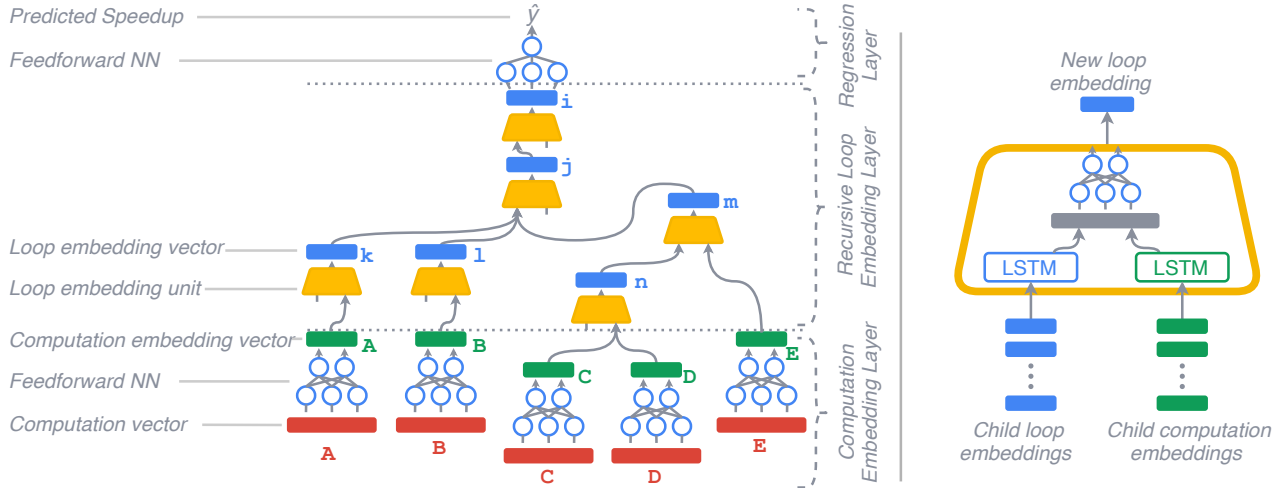 Predicted Speedup
ŷ
Feedforward NN
Regression
Layer
i
j
m
Recursive Loop
Embedding Layer
Loop embedding vector
k
l
Loop embedding unit
n
Computation embedding vector
A
B
C
D
E
Feedforward NN
Computation vector
A
B
C
D
E
Computation
Embedding Layer
New loop
embedding
LSTM
LSTM
Child loop
embeddings
Child computation
embeddings